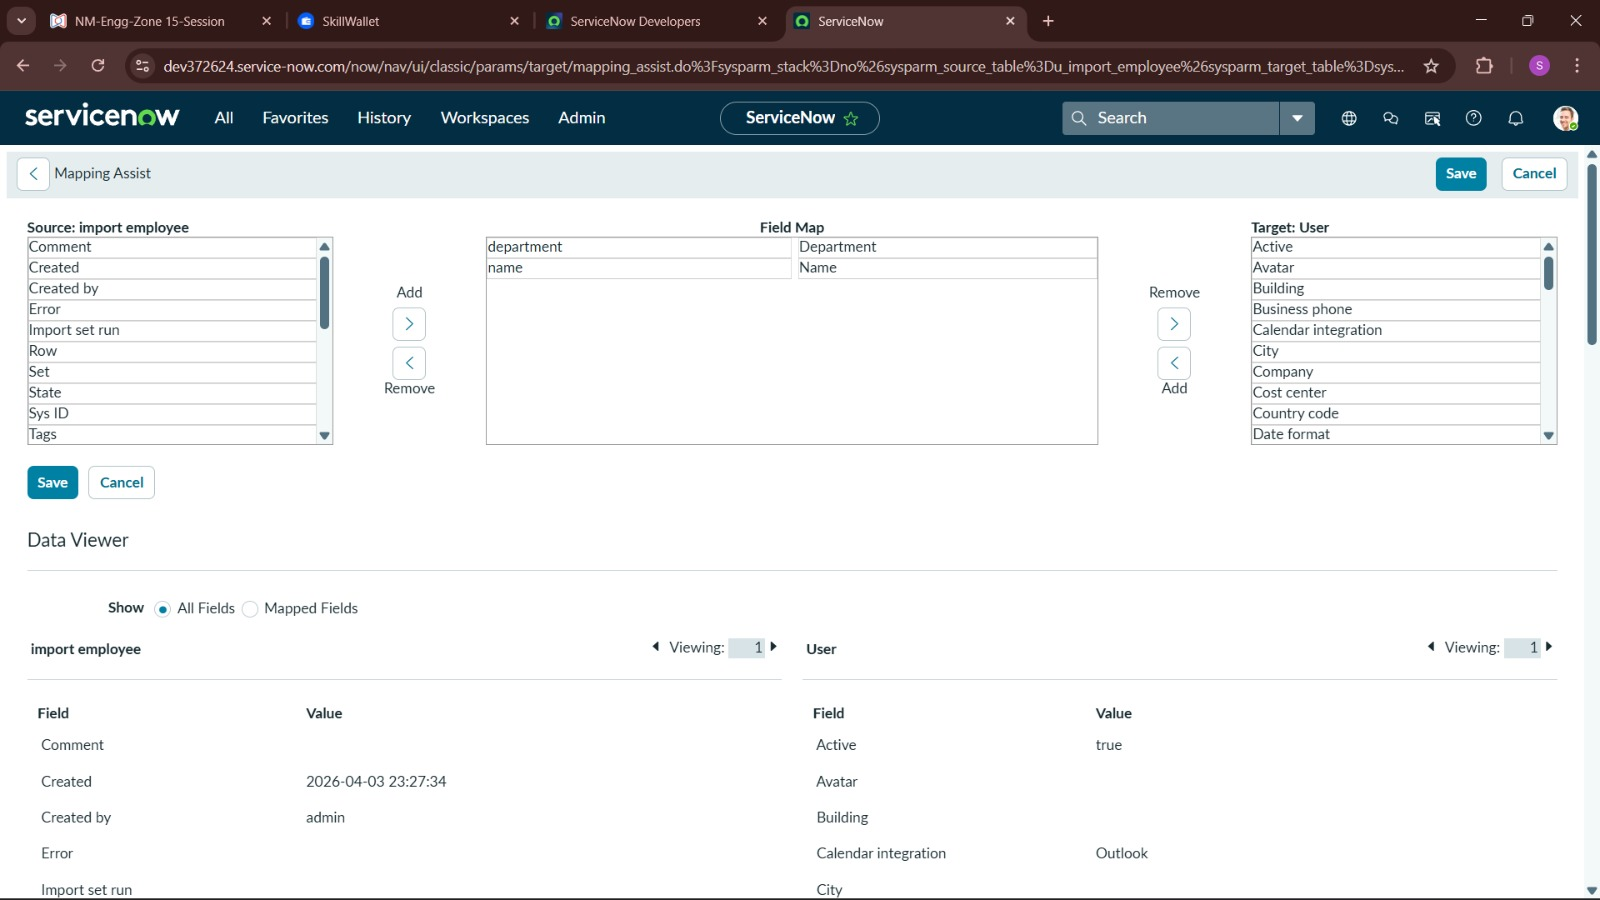 NM-Engg-Zone 15-Session
SkillWallet
ServiceNow Developers
ServiceNow
dev372624.service-now.com/now/nav/ui/classic/params/target/mapping_assist.do%3Fsysparm_stack%3Dno%26sysparm_source_table%3Du_import_employee%26sysparm_target_table%3Dsys...
S
servicenow
All
Favorites
History
Workspaces
Admin
ServiceNow
Search
Mapping Assist
Save
Cancel
Source: import employee
Comment
Created
Created by
Error
Import set run
Row
Set
State
Sys ID
Tags
Add
Remove
Field Map
department Department
name Name
Remove
Add
Target: User
Active
Avatar
Building
Business phone
Calendar integration
City
Company
Cost center
Country code
Date format
Save
Cancel
Data Viewer
Show All Fields Mapped Fields
import employee Viewing: 1
Field Value
Comment
Created 2026-04-03 23:27:34
Created by admin
Error
Import set run
User Viewing: 1
Field Value
Active true
Avatar
Building
Calendar integration Outlook
City